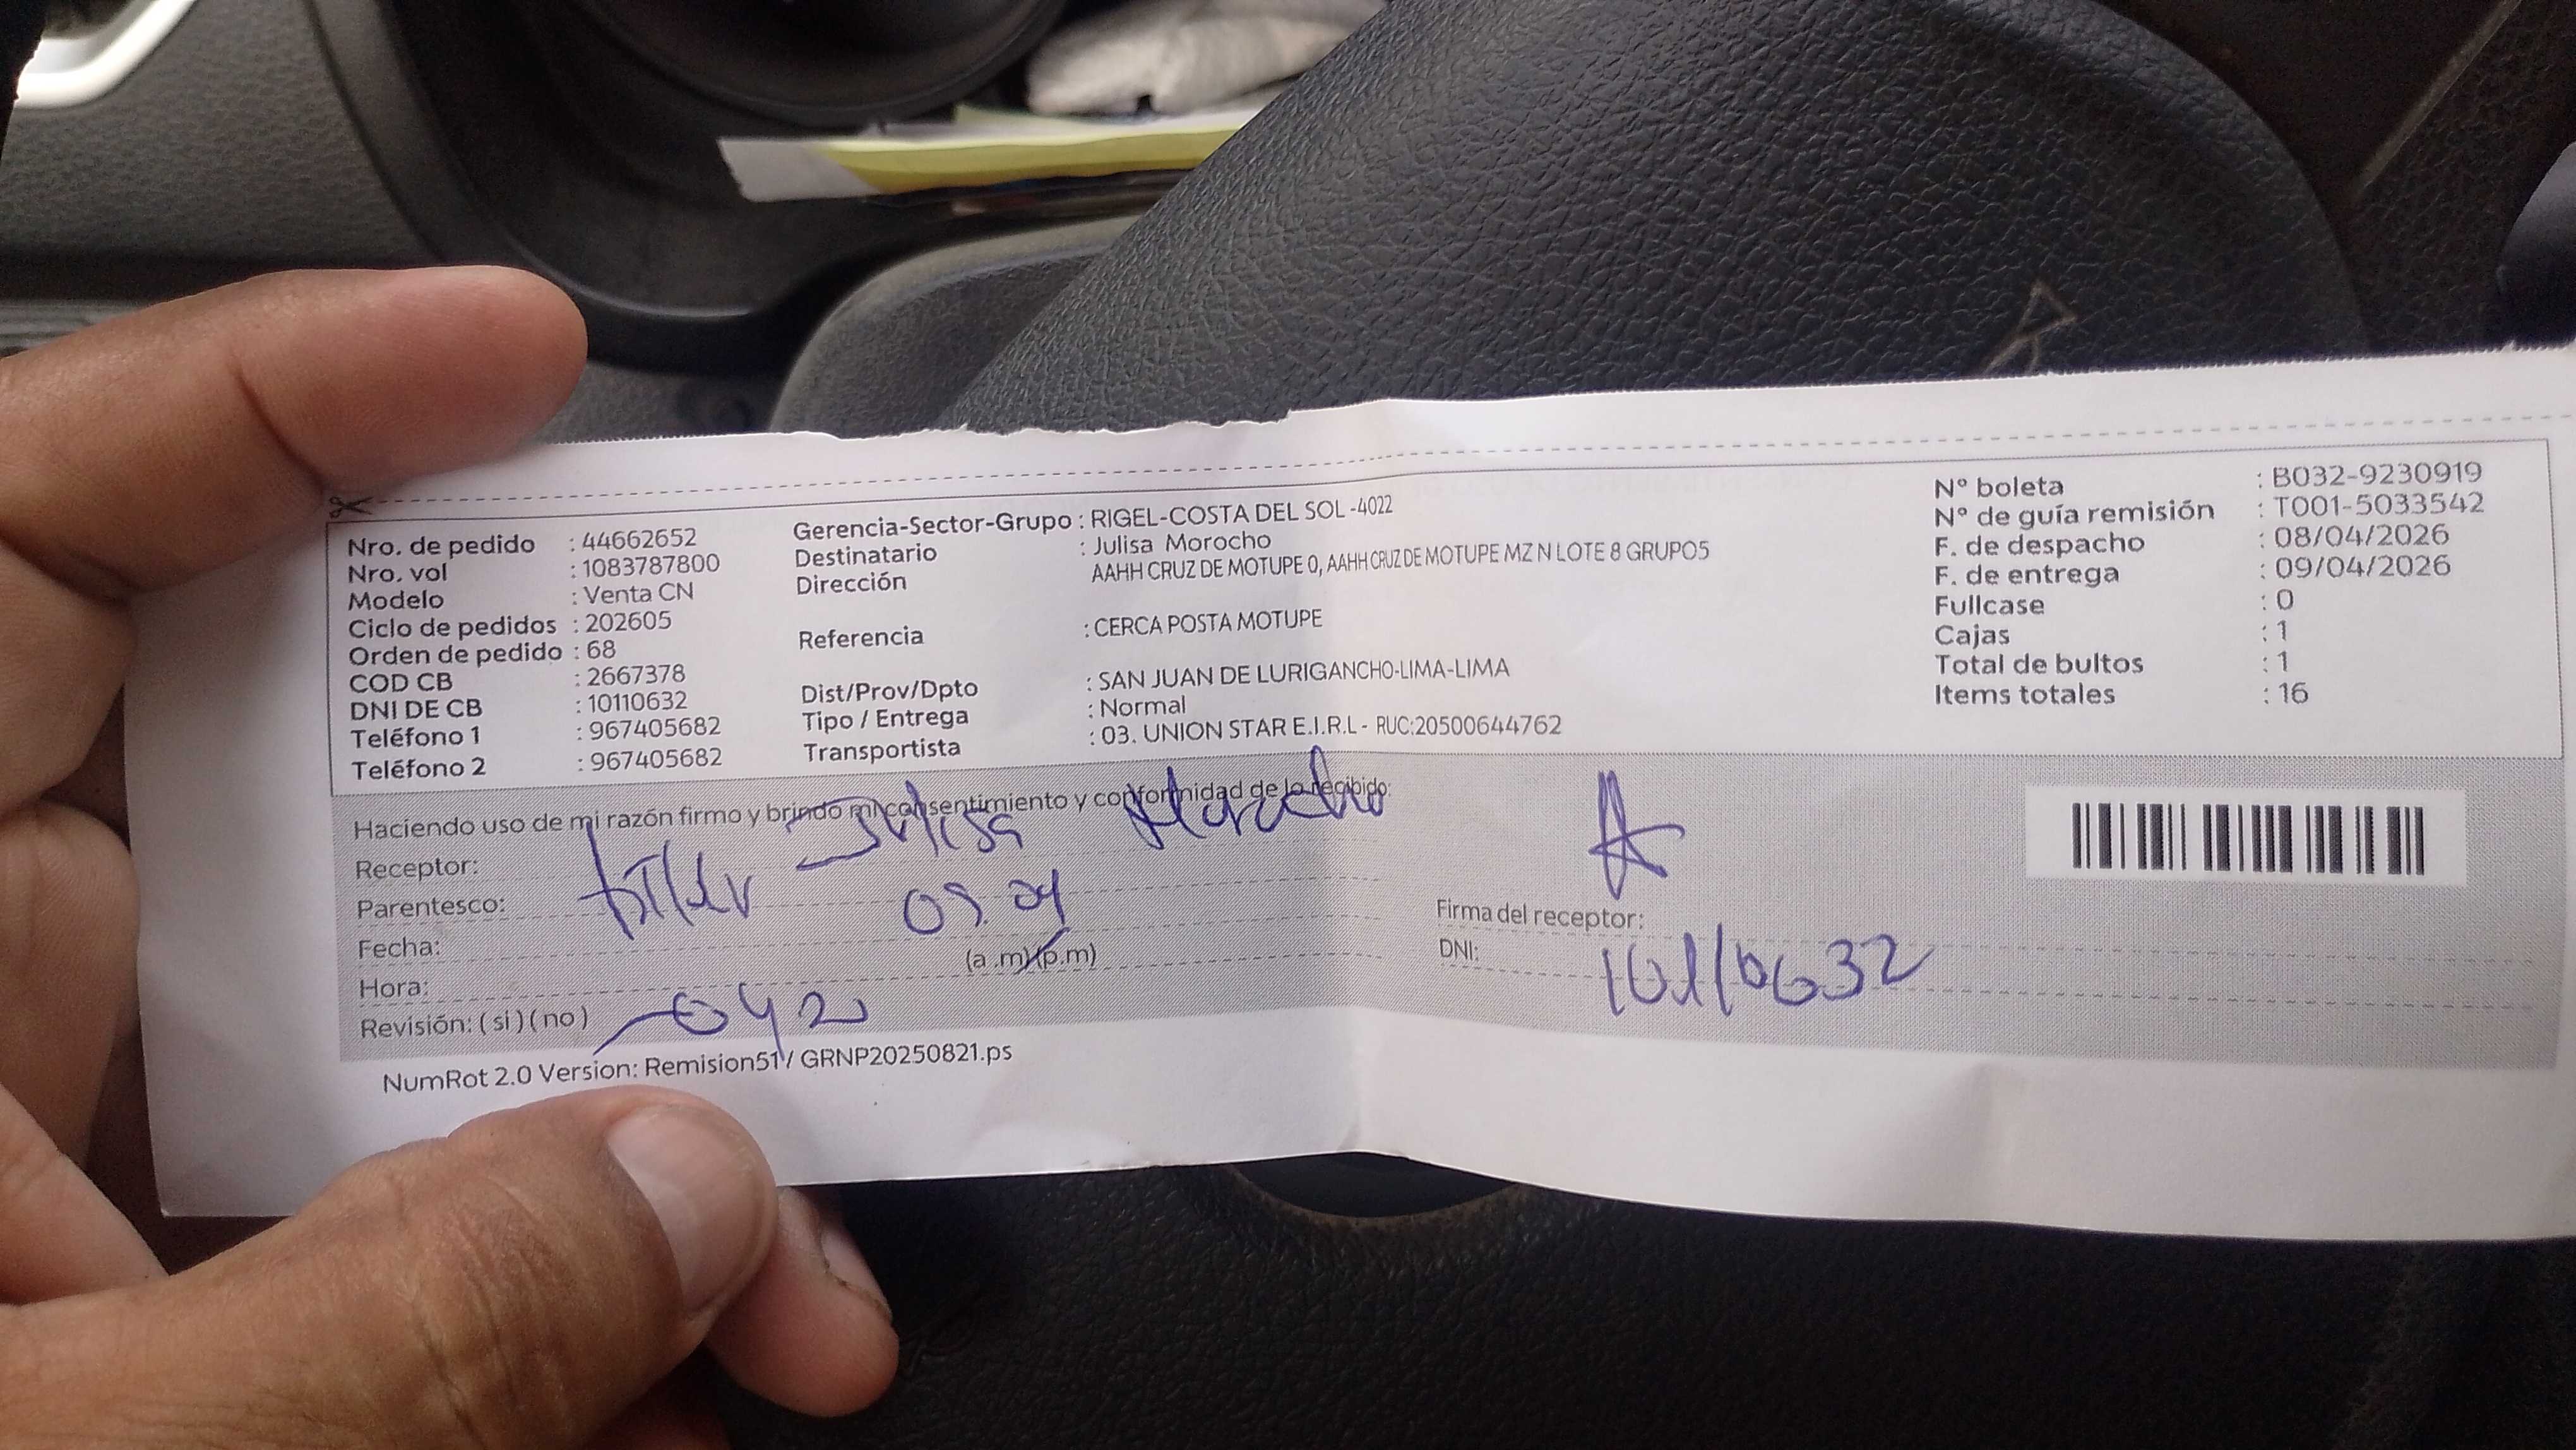 Nro. de pedido : 44662652
Nro. vol : 1083787800
Modelo : Venta CN
Ciclo de pedidos : 202605
Orden de pedido : 68
COD CB : 2667378
DNI DE CB : 10110632
Teléfono 1 : 967405682
Teléfono 2 : 967405682
Gerencia-Sector-Grupo : RIGEL-COSTA DEL SOL -4022
Destinatario : Julisa Morocho
Dirección AAHH CRUZ DE MOTUPE 0, AAHH CRUZ DE MOTUPE MZ N LOTE 8 GRUPO5
Referencia : CERCA POSTA MOTUPE
Dist/Prov/Dpto : SAN JUAN DE LURIGANCHO-LIMA-LIMA
Tipo / Entrega : Normal
Transportista : 03. UNION STAR E.I.R.L - RUC:20500644762
N° boleta : B032-9230919
N° de guía remisión : T001-5033542
F. de despacho : 08/04/2026
F. de entrega : 09/04/2026
Fullcase : 0
Cajas : 1
Total de bultos : 1
Items totales : 16
Haciendo uso de mi razón firmo y brindo mi consentimiento y conformidad de lo recibido:
Receptor: Julisa Morocho
Parentesco:
Fecha:
(a.m)(p.m)
Hora:
Revisión: (si) (no)
Firma del receptor:
DNI: 10110632
NumRot 2.0 Version: Remision51 / GRNP20250821.ps